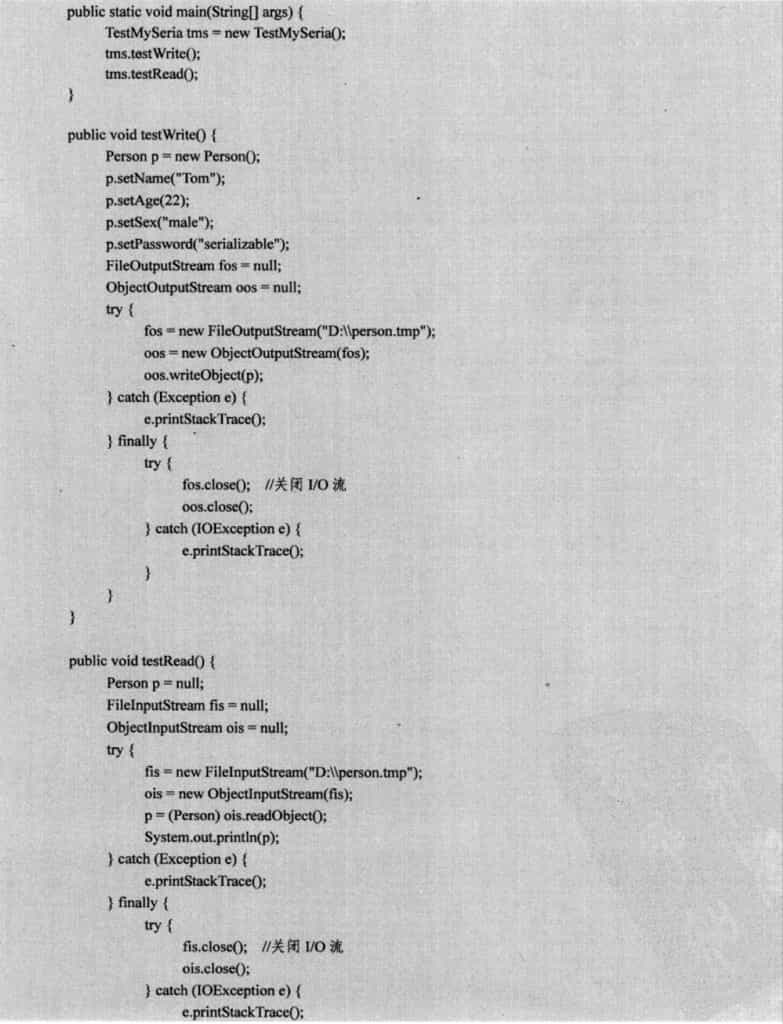 public static void main(String[] args) {
TestMySeria tms = new TestMySeria();
tms.testWrite();
tms.testRead();
}
public void testWrite() {
Person p = new Person();
p.setName("Tom");
p.setAge(22);
p.setSex("male");
p.setPassword("serializable");
FileOutputStream fos = null;
ObjectOutputStream oos = null;
try {
fos = new FileOutputStream("D:\\person.tmp");
oos = new ObjectOutputStream(fos);
oos.writeObject(p);
} catch (Exception e) {
e.printStackTrace();
} finally {
try {
fos.close(); //关闭 I/O 流
oos.close();
} catch (IOException e) {
e.printStackTrace();
}
}
}
public void testRead() {
Person p = null;
FileInputStream fis = null;
ObjectInputStream ois = null;
try {
fis = new FileInputStream("D:\\person.tmp");
ois = new ObjectInputStream(fis);
p = (Person) ois.readObject();
System.out.println(p);
} catch (Exception e) {
e.printStackTrace();
} finally {
try {
fis.close(); //关闭 I/O 流
ois.close();
} catch (IOException e) {
e.printStackTrace();